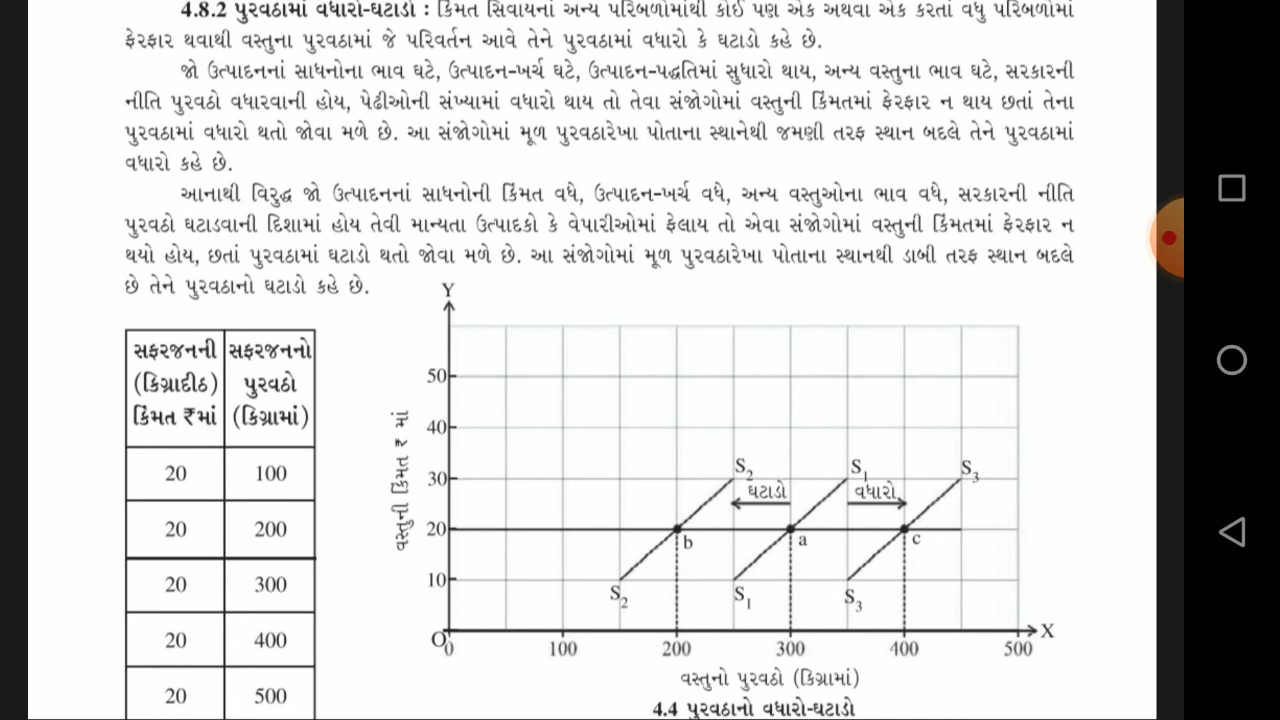 4.8.2 પુરવઠામાં વધારો-ઘટાડો : કિંમત સિવાયનાં અન્ય પરિબળોમાંથી કોઈ પણ એક અથવા એક કરતાં વધુ પરિબળોમાં
ફેરફાર થવાથી વસ્તુના પુરવઠામાં જે પરિવર્તન આવે તેને પુરવઠામાં વધારો કે ઘટાડો કહે છે.
જો ઉત્પાદનનાં સાધનોના ભાવ ઘટે, ઉત્પાદન-ખર્ચ ઘટે, ઉત્પાદન-પદ્ધતિમાં સુધારો થાય, અન્ય વસ્તુના ભાવ ઘટે, સરકારની
નીતિ પુરવઠો વધારવાની હોય, પેઢીઓની સંખ્યામાં વધારો થાય તો તેવા સંજોગોમાં વસ્તુની કિંમતમાં ફેરફાર ન થાય છતાં તેના
પુરવઠામાં વધારો થતો જોવા મળે છે. આ સંજોગોમાં મૂળ પુરવઠારેખા પોતાના સ્થાનેથી જમણી તરફ સ્થાન બદલે તેને પુરવઠામાં
વધારો કહે છે.
આનાથી વિરુદ્ધ જો ઉત્પાદનનાં સાધનોની કિંમત વધે, ઉત્પાદન-ખર્ચ વધે, અન્ય વસ્તુઓના ભાવ વધે, સરકારની નીતિ
પુરવઠો ઘટાડવાની દિશામાં હોય તેવી માન્યતા ઉત્પાદકો કે વેપારીઓમાં ફેલાય તો એવા સંજોગોમાં વસ્તુની કિંમતમાં ફેરફાર ન
થયો હોય, છતાં પુરવઠામાં ઘટાડો થતો જોવા મળે છે. આ સંજોગોમાં મૂળ પુરવઠારેખા પોતાના સ્થાનથી ડાબી તરફ સ્થાન બદલે
છે તેને પુરવઠાનો ઘટાડો કહે છે.
સફરજનની સફરજનનો
(કિગ્રાદીઠ) પુરવઠો
કિંમત ₹માં (કિગ્રામાં)
20 100
20 200
20 300
20 400
20 500
Y
50
40
30
20
10
O
વસ્તુની કિંમત ₹ માં
S2 S1 S3
ઘટાડો વધારો
b a c
S2 S1 S3
0 100 200 300 400 500 X
વસ્તુનો પુરવઠો (કિગ્રામાં)
4.4 પુરવઠાનો વધારો-ઘટાડો